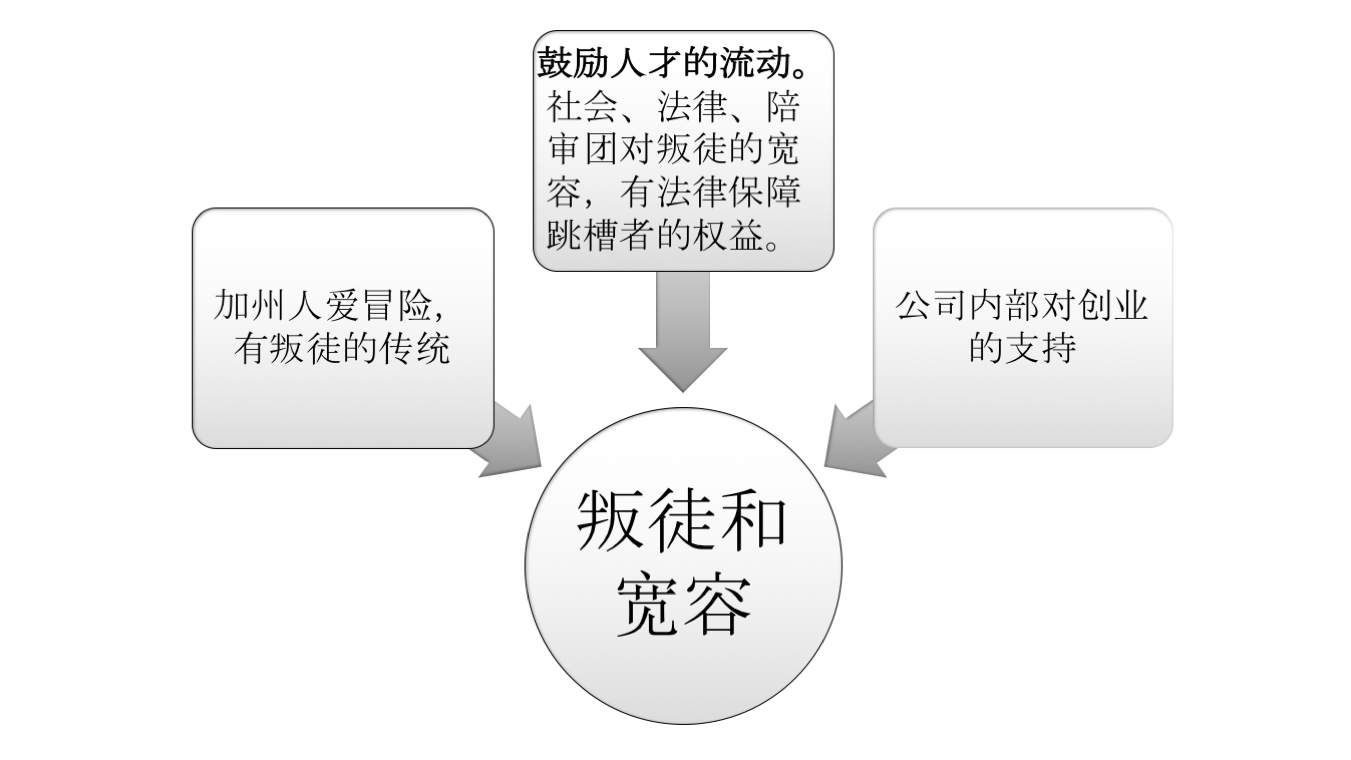 鼓励人才的流动。
社会、法律、陪
审团对叛徒的宽
容，有法律保障
跳槽者的权益。
加州人爱冒险，
有叛徒的传统
公司内部对创业
的支持
叛徒和
宽容